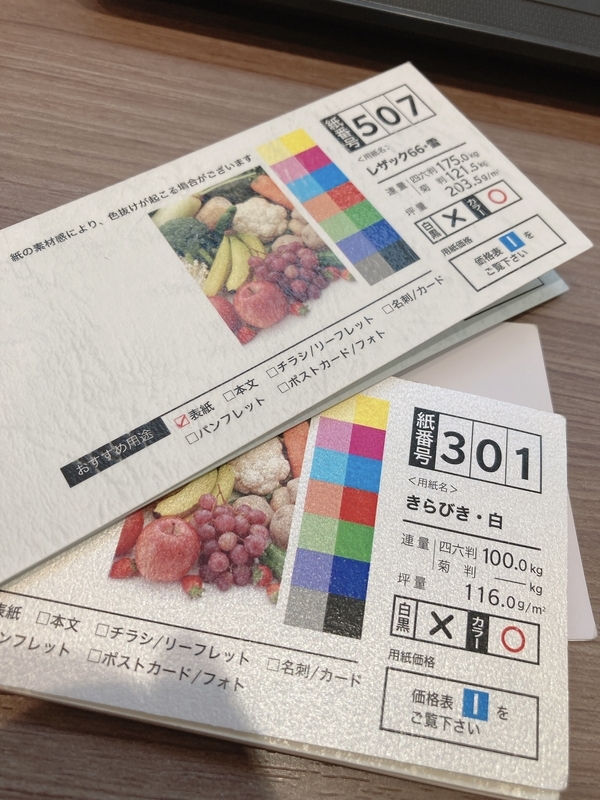 紙の素材感により、色抜けが起こる場合がございます
紙番号
507
<用紙名>
レザック66・雪
連量 四六判 175.0kg
菊判 121.5kg
坪量 203.5g/m²
白黒 × カラー ○
用紙価格
価格表 I を
ご覧下さい
おすすめ用途
☑表紙 □本文 □チラシ/リーフレット □名刺/カード
□パンフレット □ポストカード/フォト
紙番号
301
<用紙名>
きらびき・白
連量 四六判 100.0kg
菊判 ―kg
坪量 116.0g/m²
白黒 × カラー ○
用紙価格
価格表 I を
ご覧下さい
表紙 □本文 □チラシ/リーフレット □名刺/カード
ンフレット □ポストカード/フォト